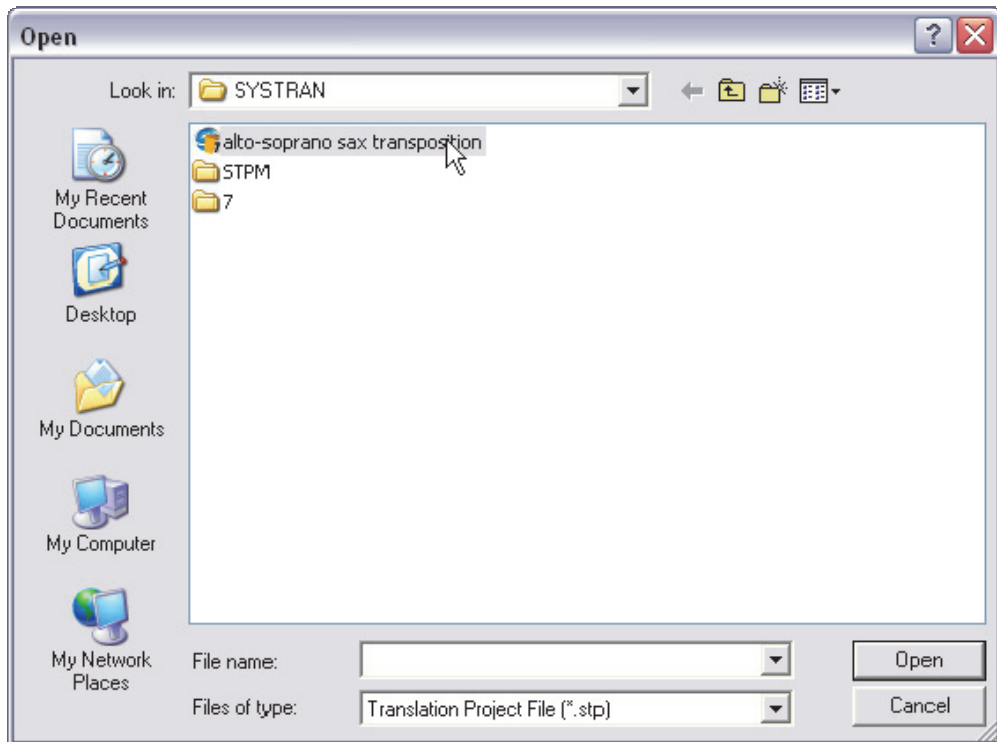 Open
Look in:
SYSTRAN
alto-soprano sax transposition
STPM
7
My Recent
Documents
Desktop
My Documents
My Computer
My Network
Places
File name:
Open
Files of type:
Translation Project File (*.stp)
Cancel